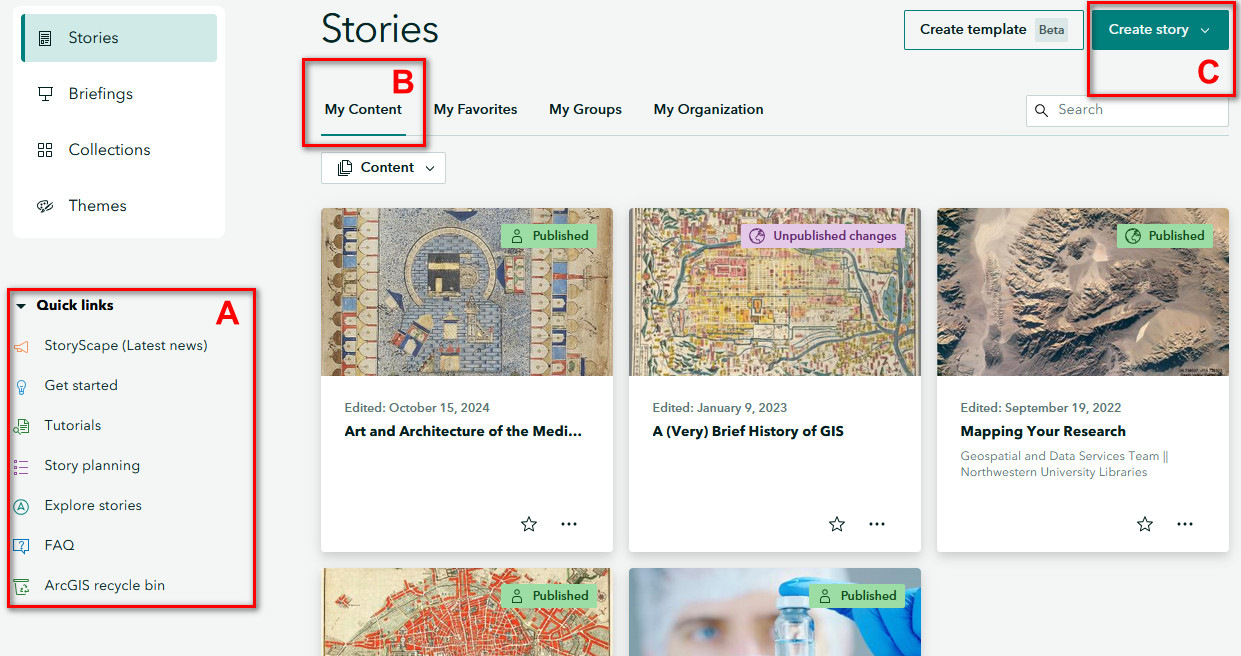 Stories
Briefings
Collections
Themes
Quick links
A
StoryScape (Latest news)
Get started
Tutorials
Story planning
Explore stories
FAQ
ArcGIS recycle bin
Stories
Create template Beta
Create story
C
B
My Content My Favorites My Groups My Organization
Search
Content
Published
Edited: October 15, 2024
Art and Architecture of the Medi...
Unpublished changes
Edited: January 9, 2023
A (Very) Brief History of GIS
Published
Edited: September 19, 2022
Mapping Your Research
Geospatial and Data Services Team ||
Northwestern University Libraries
Published
Published